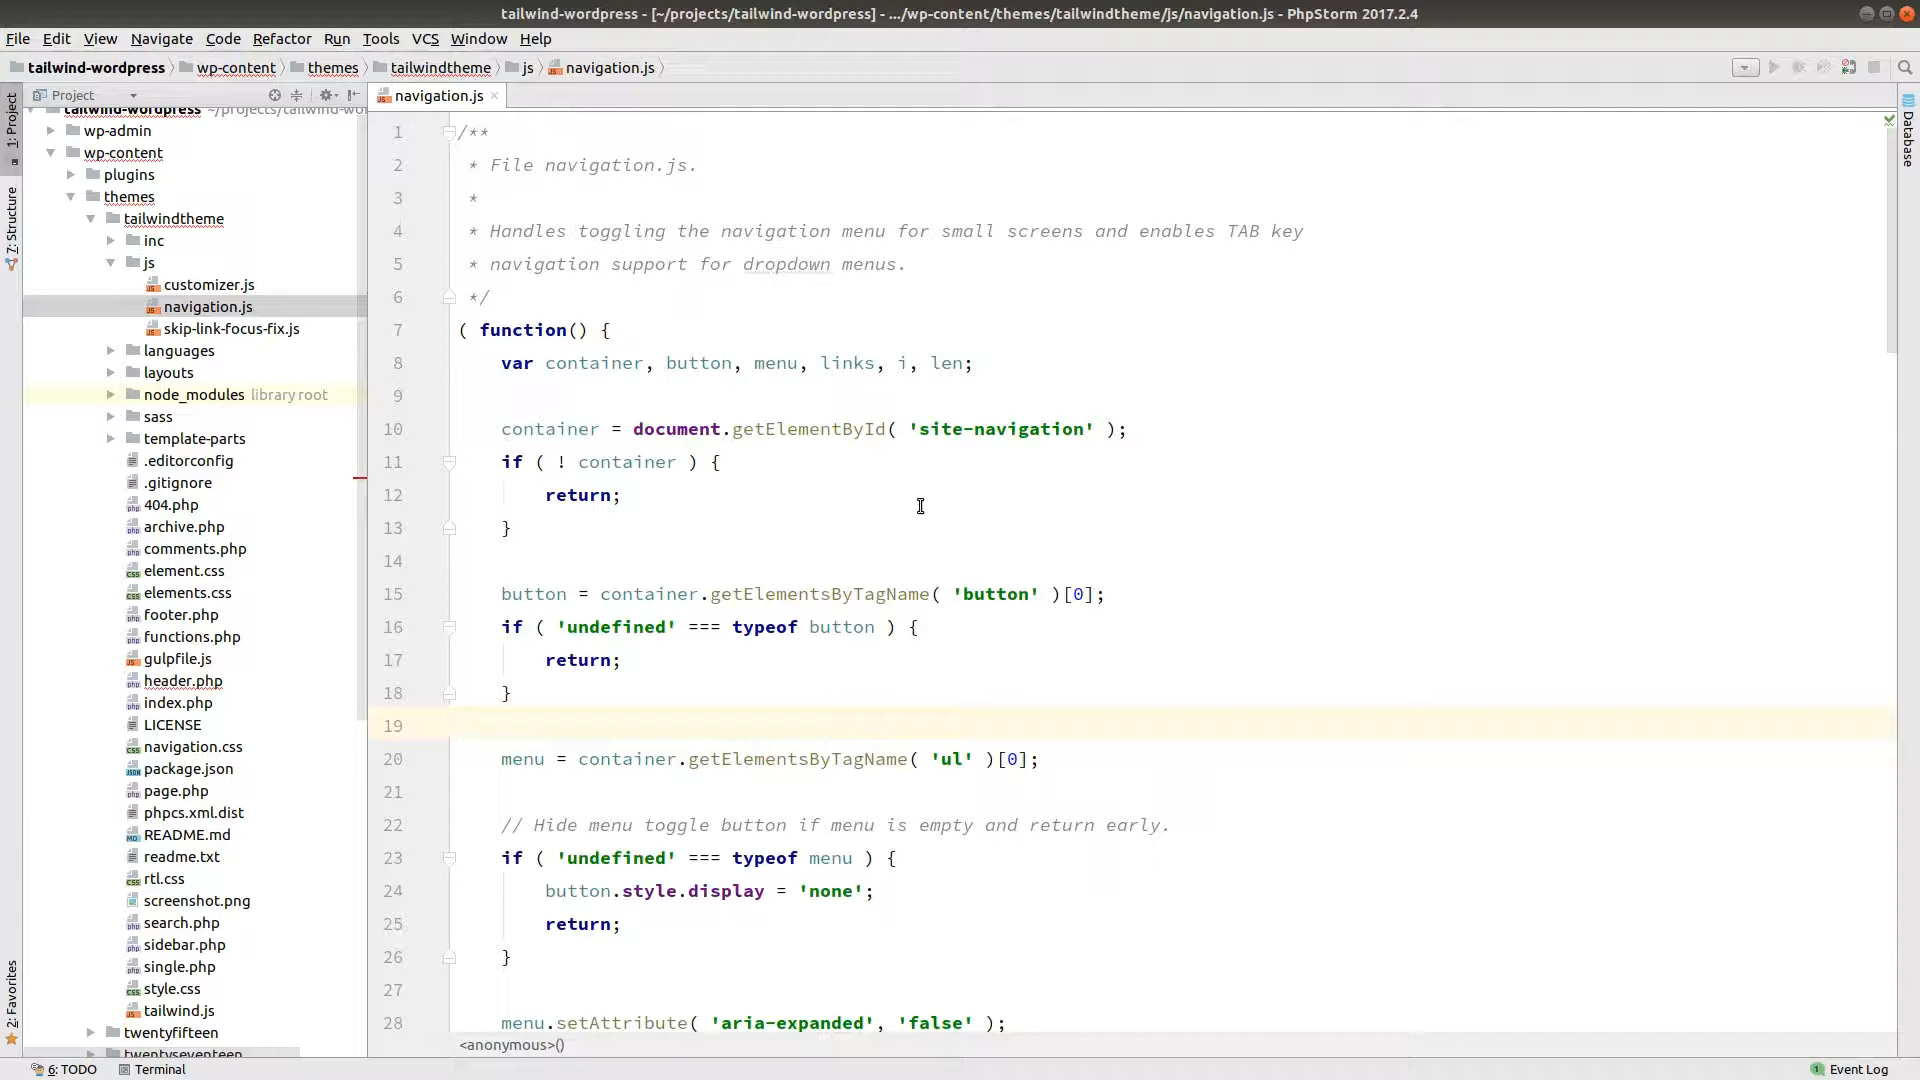 tailwind-wordpress - [~/projects/tailwind-wordpress] - .../wp-content/themes/tailwindtheme/js/navigation.js - PhpStorm 2017.2.4
File Edit View Navigate Code Refactor Run Tools VCS Window Help
tailwind-wordpress wp-content themes tailwindtheme js navigation.js
Project
navigation.js
1: Project
7: Structure
2: Favorites
Database
tailwind-wordpress ~/projects/tailwind-wor
wp-admin
wp-content
plugins
themes
tailwindtheme
inc
js
customizer.js
navigation.js
skip-link-focus-fix.js
languages
layouts
node_modules library root
sass
template-parts
.editorconfig
.gitignore
404.php
archive.php
comments.php
element.css
elements.css
footer.php
functions.php
gulpfile.js
header.php
index.php
LICENSE
navigation.css
package.json
page.php
phpcs.xml.dist
README.md
readme.txt
rtl.css
screenshot.png
search.php
sidebar.php
single.php
style.css
tailwind.js
twentyfifteen
twentyseventeen
1 /**
2 * File navigation.js.
3 *
4 * Handles toggling the navigation menu for small screens and enables TAB key
5 * navigation support for dropdown menus.
6 */
7 ( function() {
8 var container, button, menu, links, i, len;
9
10 container = document.getElementById( 'site-navigation' );
11 if ( ! container ) {
12 return;
13 }
14
15 button = container.getElementsByTagName( 'button' )[0];
16 if ( 'undefined' === typeof button ) {
17 return;
18 }
19
20 menu = container.getElementsByTagName( 'ul' )[0];
21
22 // Hide menu toggle button if menu is empty and return early.
23 if ( 'undefined' === typeof menu ) {
24 button.style.display = 'none';
25 return;
26 }
27
28 menu.setAttribute( 'aria-expanded', 'false' );
<anonymous>()
6: TODO Terminal
1 Event Log